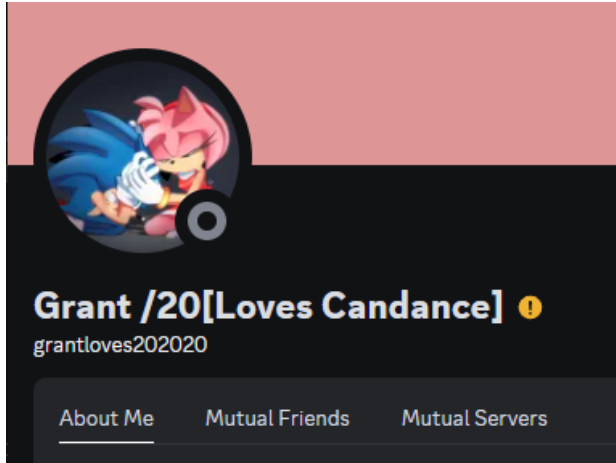 Grant /20[Loves Candance]
grantloves202020
About Me Mutual Friends Mutual Servers